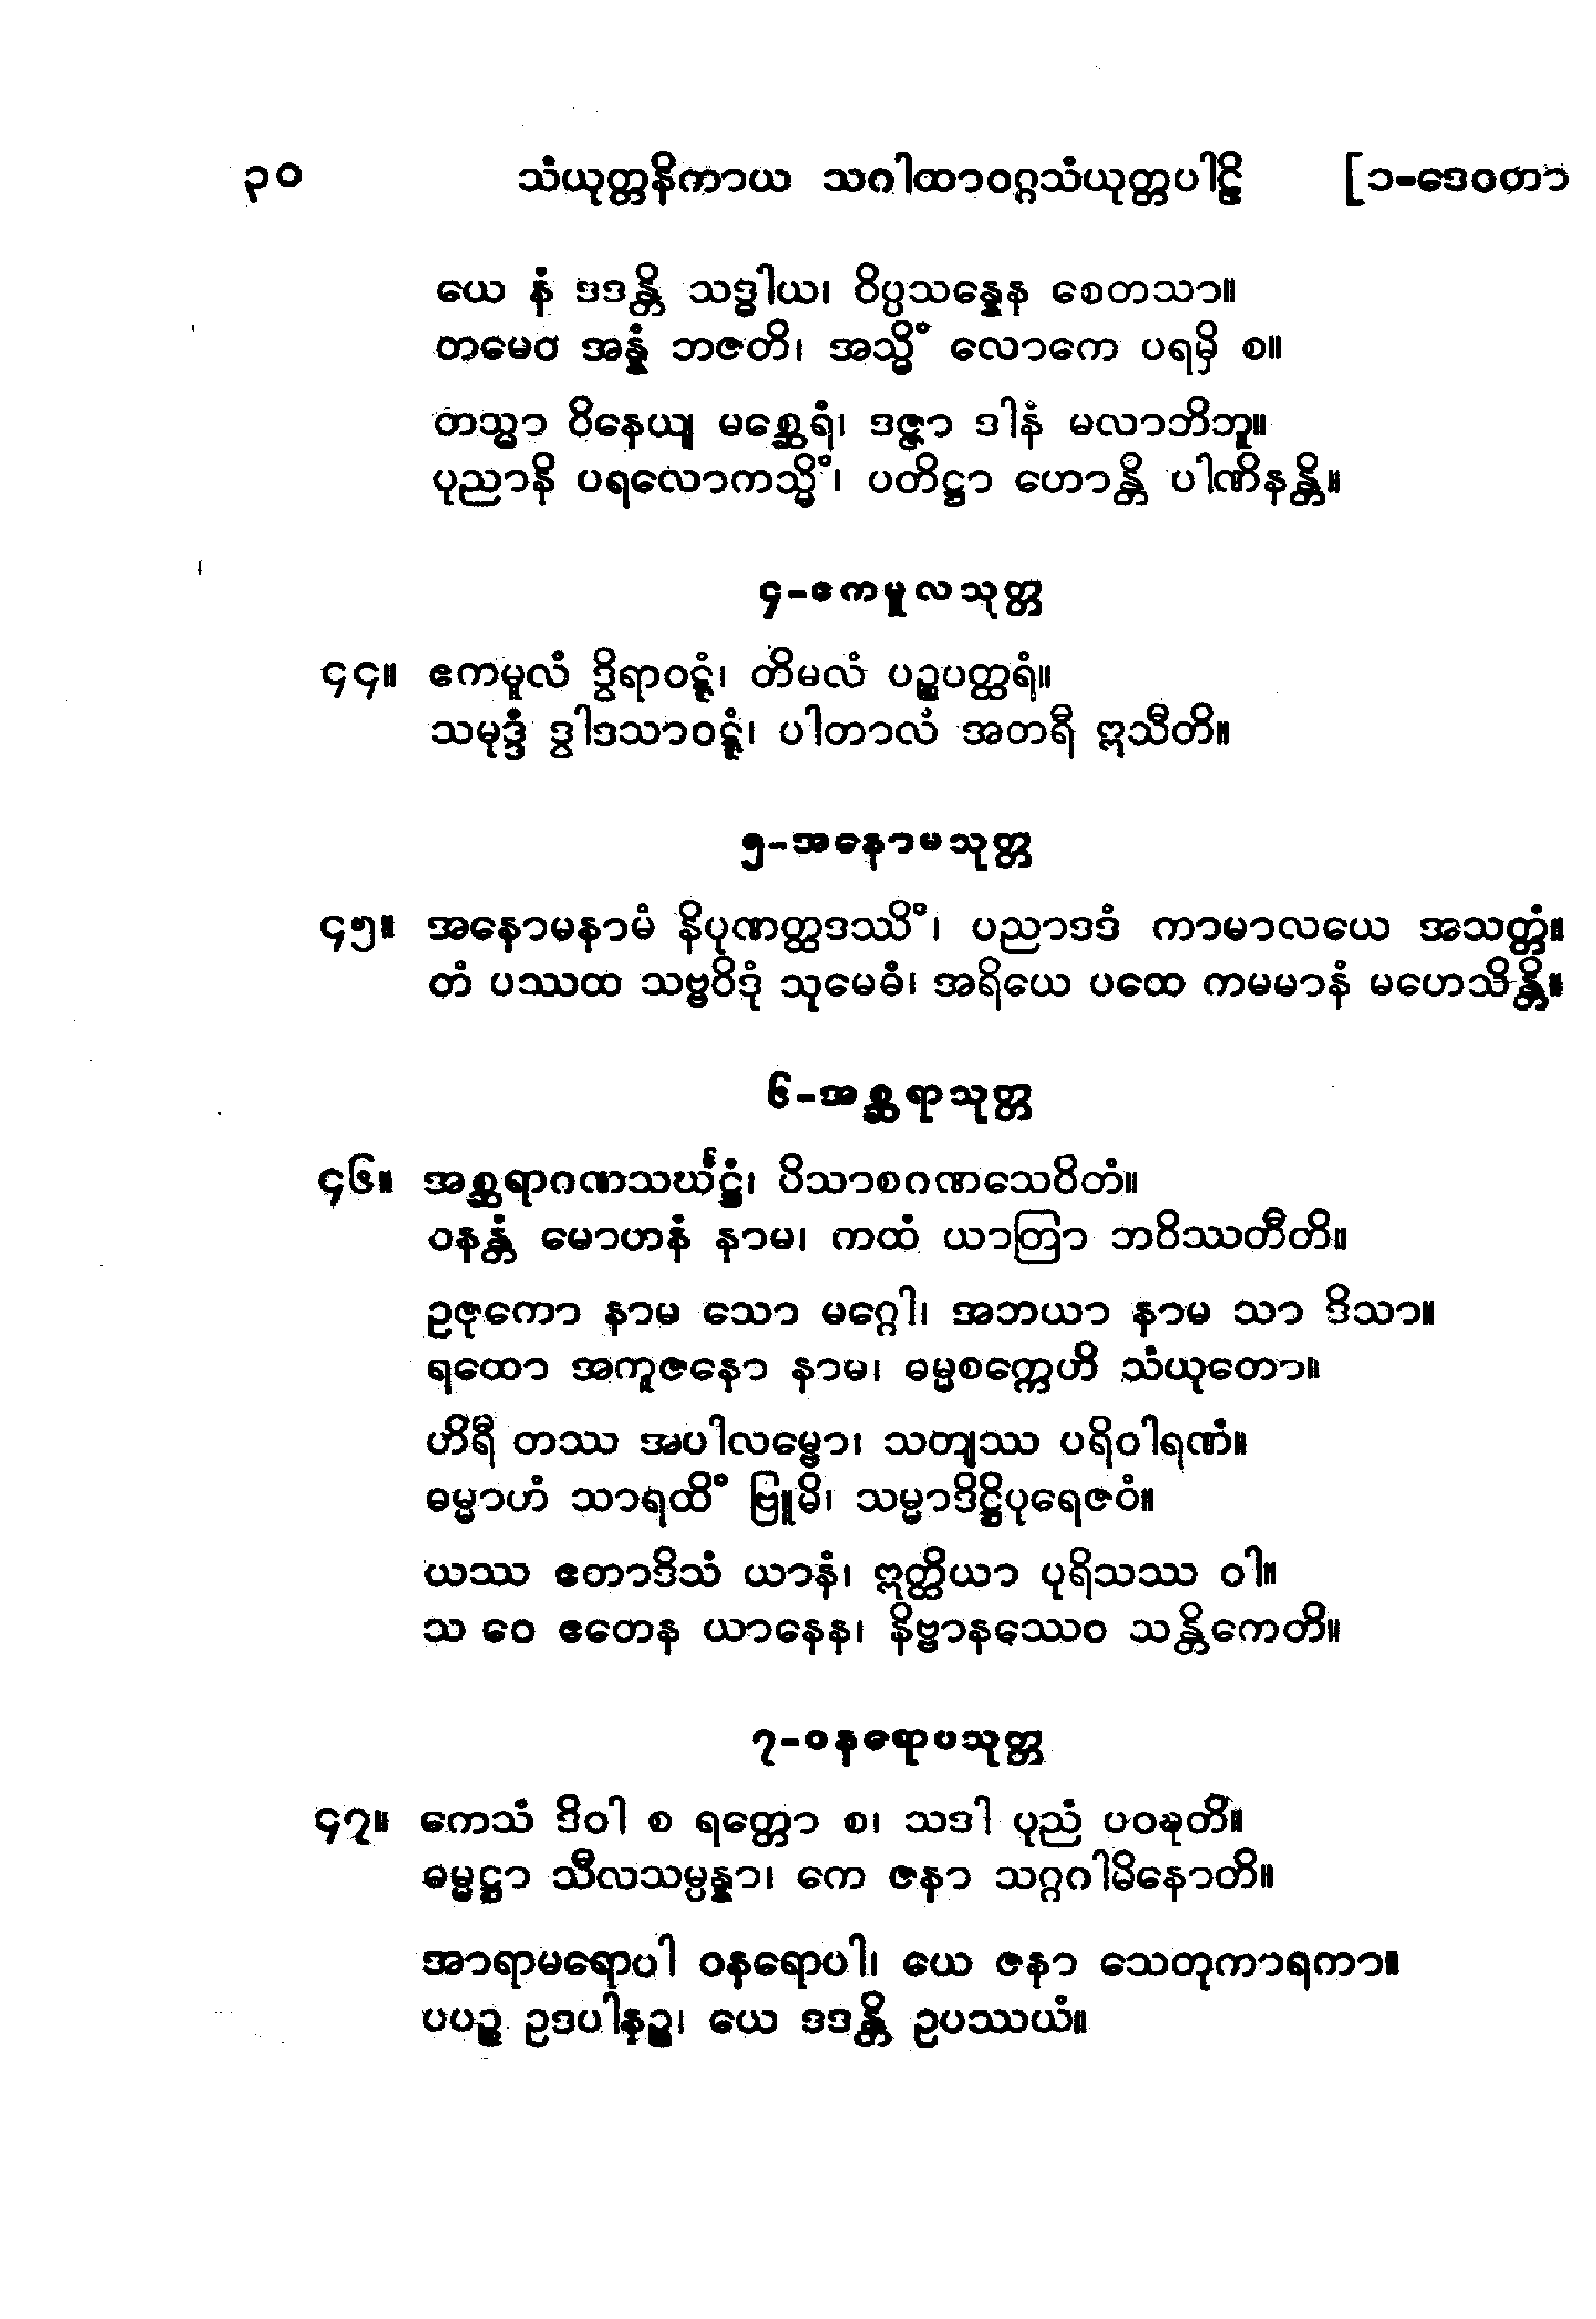 ၃၀ သံယုတ္တနိကာယ သဂါထာဝဂ္ဂသံယုတ္တပါဠိ [၁-ဒေဝတာ
ယေ နံ ဒဒန္တိ သဒ္ဓါယ၊ ဝိပ္ပသန္နေန စေတသာ။
တမေဝ အန္နံ ဘဇတိ၊ အသ္မိံ လောကေ ပရမှိ စ။
တသ္မာ ဝိနေယျ မစ္ဆေရံ၊ ဒဇ္ဇာ ဒါနံ မလာဘိဘူ။
ပုညာနိ ပရလောကသ္မိံ၊ ပတိဋ္ဌာ ဟောန္တိ ပါဏိနန္တိ။
၄-ဧကမူလသုတ္တ
၄၄။ ဧကမူလံ ဒွိရာဝဋ္ဋံ၊ တိမလံ ပဉ္စပတ္ထရံ။
သမုဒ္ဒံ ဒွါဒသာဝဋ္ဋံ၊ ပါတာလံ အတရီ ဣသီတိ။
၅-အနောမသုတ္တ
၄၅။ အနောမနာမံ နိပုဏတ္ထဒဿိံ၊ ပညာဒဒံ ကာမာလယေ အသတ္တံ။
တံ ပဿထ သဗ္ဗဝိဒုံ သုမေဓံ၊ အရိယေ ပထေ ကမမာနံ မဟေသိန္တိ။
၆-အစ္ဆရာသုတ္တ
၄၆။ အစ္ဆရာဂဏသင်္ဃဋ္ဌံ၊ ပိသာစဂဏသေဝိတံ။
ဝနန္တံ မောဟနံ နာမ၊ ကထံ ယာတြာ ဘဝိဿတီတိ။
ဥဇုကော နာမ သော မဂ္ဂေါ၊ အဘယာ နာမ သာ ဒိသာ။
ရထော အကူဇနော နာမ၊ ဓမ္မစက္ကေဟိ သံယုတော။
ဟိရီ တဿ အပါလမ္ဗော၊ သတျဿ ပရိဝါရဏံ။
ဓမ္မာဟံ သာရထိံ ဗြူမိ၊ သမ္မာဒိဋ္ဌိပုရေဇဝံ။
ယဿ ဧတာဒိသံ ယာနံ၊ ဣတ္ထိယာ ပုရိသဿ ဝါ။
သ ဝေ ဧတေန ယာနေန၊ နိဗ္ဗာနဿေဝ သန္တိကေတိ။
၇-ဝနရောပသုတ္တ
၄၇။ ကေသံ ဒိဝါ စ ရတ္တော စ၊ သဒါ ပုညံ ပဝဍ္ဎတိ။
ဓမ္မဋ္ဌာ သီလသမ္ပန္နာ၊ ကေ ဇနာ သဂ္ဂဂါမိနောတိ။
အာရာမရောပါ ဝနရောပါ၊ ယေ ဇနာ သေတုကာရကာ။
ပပဉ္စ ဥဒပါနဉ္စ၊ ယေ ဒဒန္တိ ဥပဿယံ။